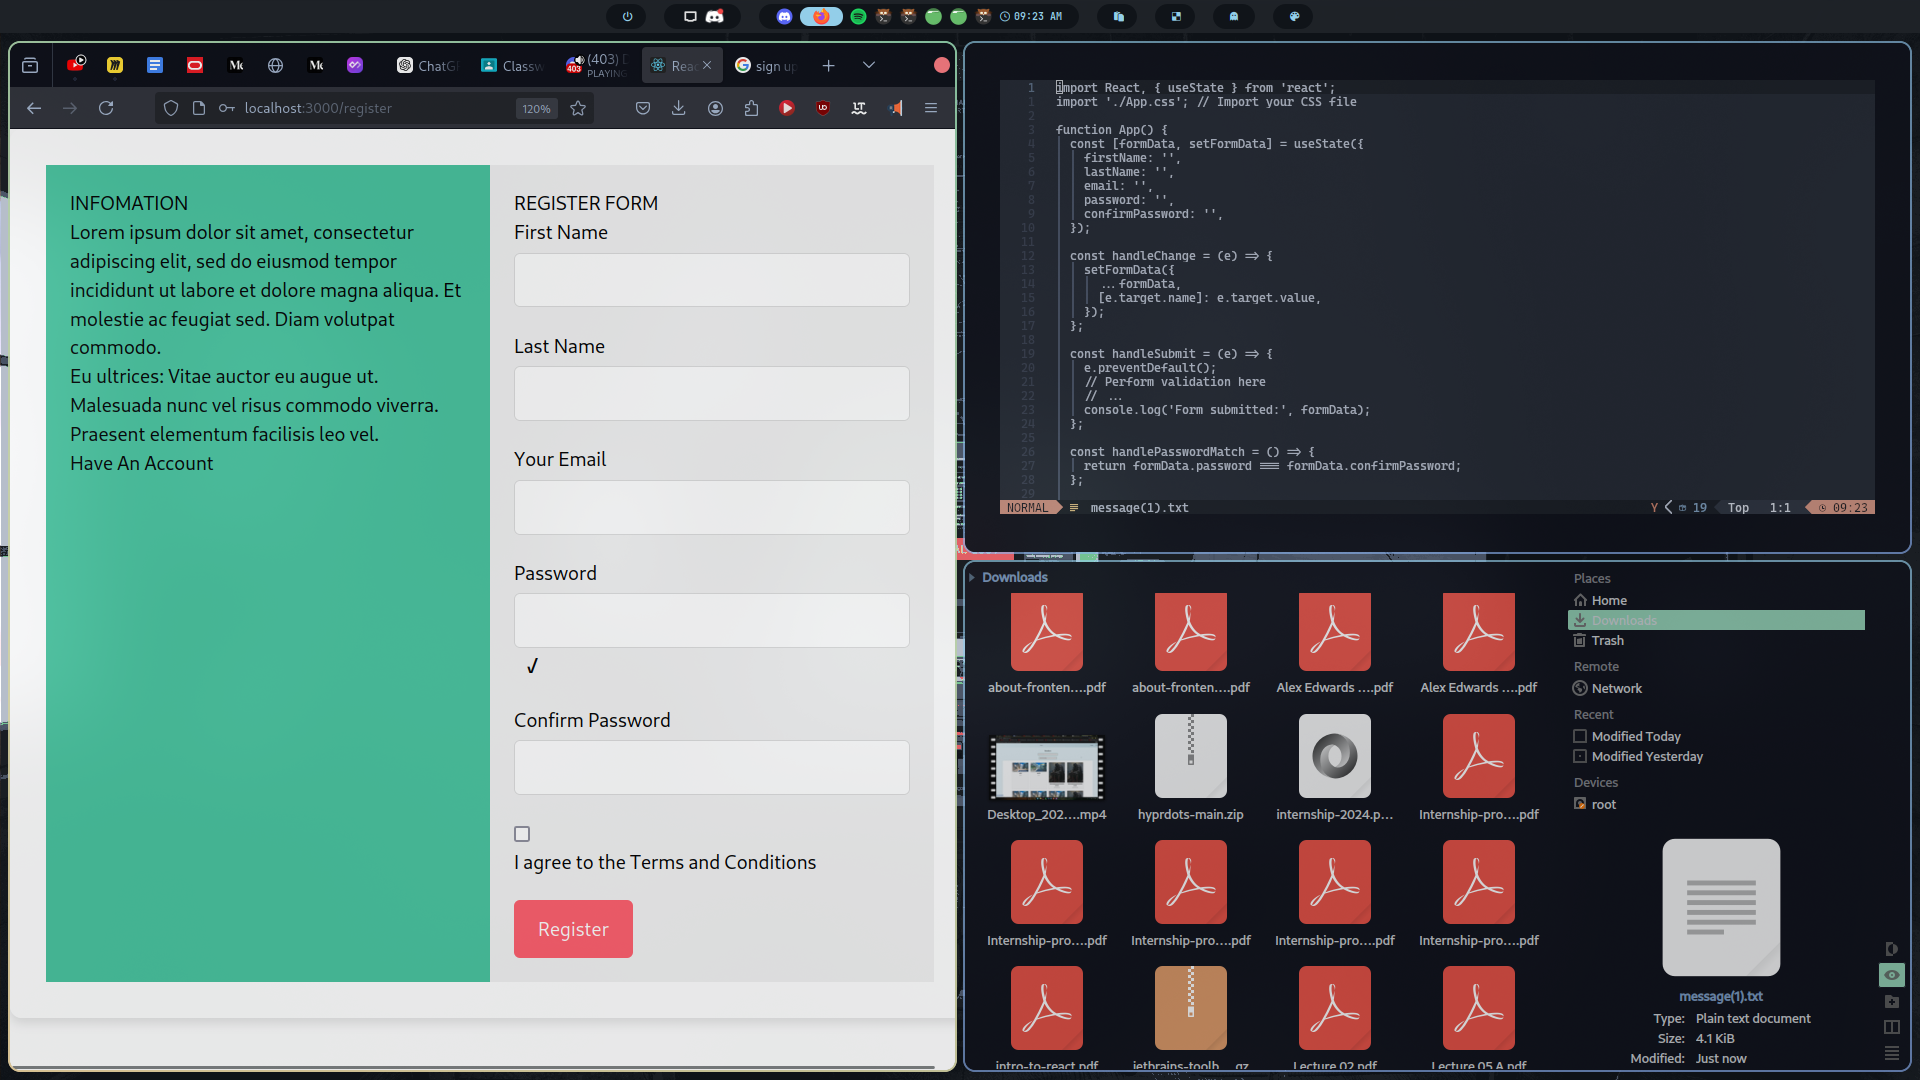 09:23 AM
ChatG
Classw
(403) D
PLAYING
403
Reac
sign up
localhost:3000/register
120%
INFOMATION
Lorem ipsum dolor sit amet, consectetur
adipiscing elit, sed do eiusmod tempor
incididunt ut labore et dolore magna aliqua. Et
molestie ac feugiat sed. Diam volutpat
commodo.
Eu ultrices: Vitae auctor eu augue ut.
Malesuada nunc vel risus commodo viverra.
Praesent elementum facilisis leo vel.
Have An Account
REGISTER FORM
First Name
Last Name
Your Email
Password
✓
Confirm Password
I agree to the Terms and Conditions
Register
1 import React, { useState } from 'react';
1 import './App.css'; // Import your CSS file
2
3 function App() {
4 const [formData, setFormData] = useState({
5 firstName: '',
6 lastName: '',
7 email: '',
8 password: '',
9 confirmPassword: '',
10 });
11
12 const handleChange = (e) => {
13 setFormData({
14 ...formData,
15 [e.target.name]: e.target.value,
16 });
17 };
18
19 const handleSubmit = (e) => {
20 e.preventDefault();
21 // Perform validation here
22 // ...
23 console.log('Form submitted:', formData);
24 };
25
26 const handlePasswordMatch = () => {
27 return formData.password === formData.confirmPassword;
28 };
29
NORMAL message(1).txt Y 19 Top 1:1 09:23
Downloads
about-fronten....pdf
about-fronten....pdf
Alex Edwards ....pdf
Alex Edwards ....pdf
Desktop_202....mp4
hyprdots-main.zip
internship-2024.p...
Internship-pro....pdf
Internship-pro....pdf
Internship-pro....pdf
Internship-pro....pdf
Internship-pro....pdf
intro-to-react.pdf
jetbrains-toolb....gz
Lecture 02.pdf
Lecture 05 A.pdf
Places
Home
Downloads
Trash
Remote
Network
Recent
Modified Today
Modified Yesterday
Devices
root
message(1).txt
Type: Plain text document
Size: 4.1 KiB
Modified: Just now